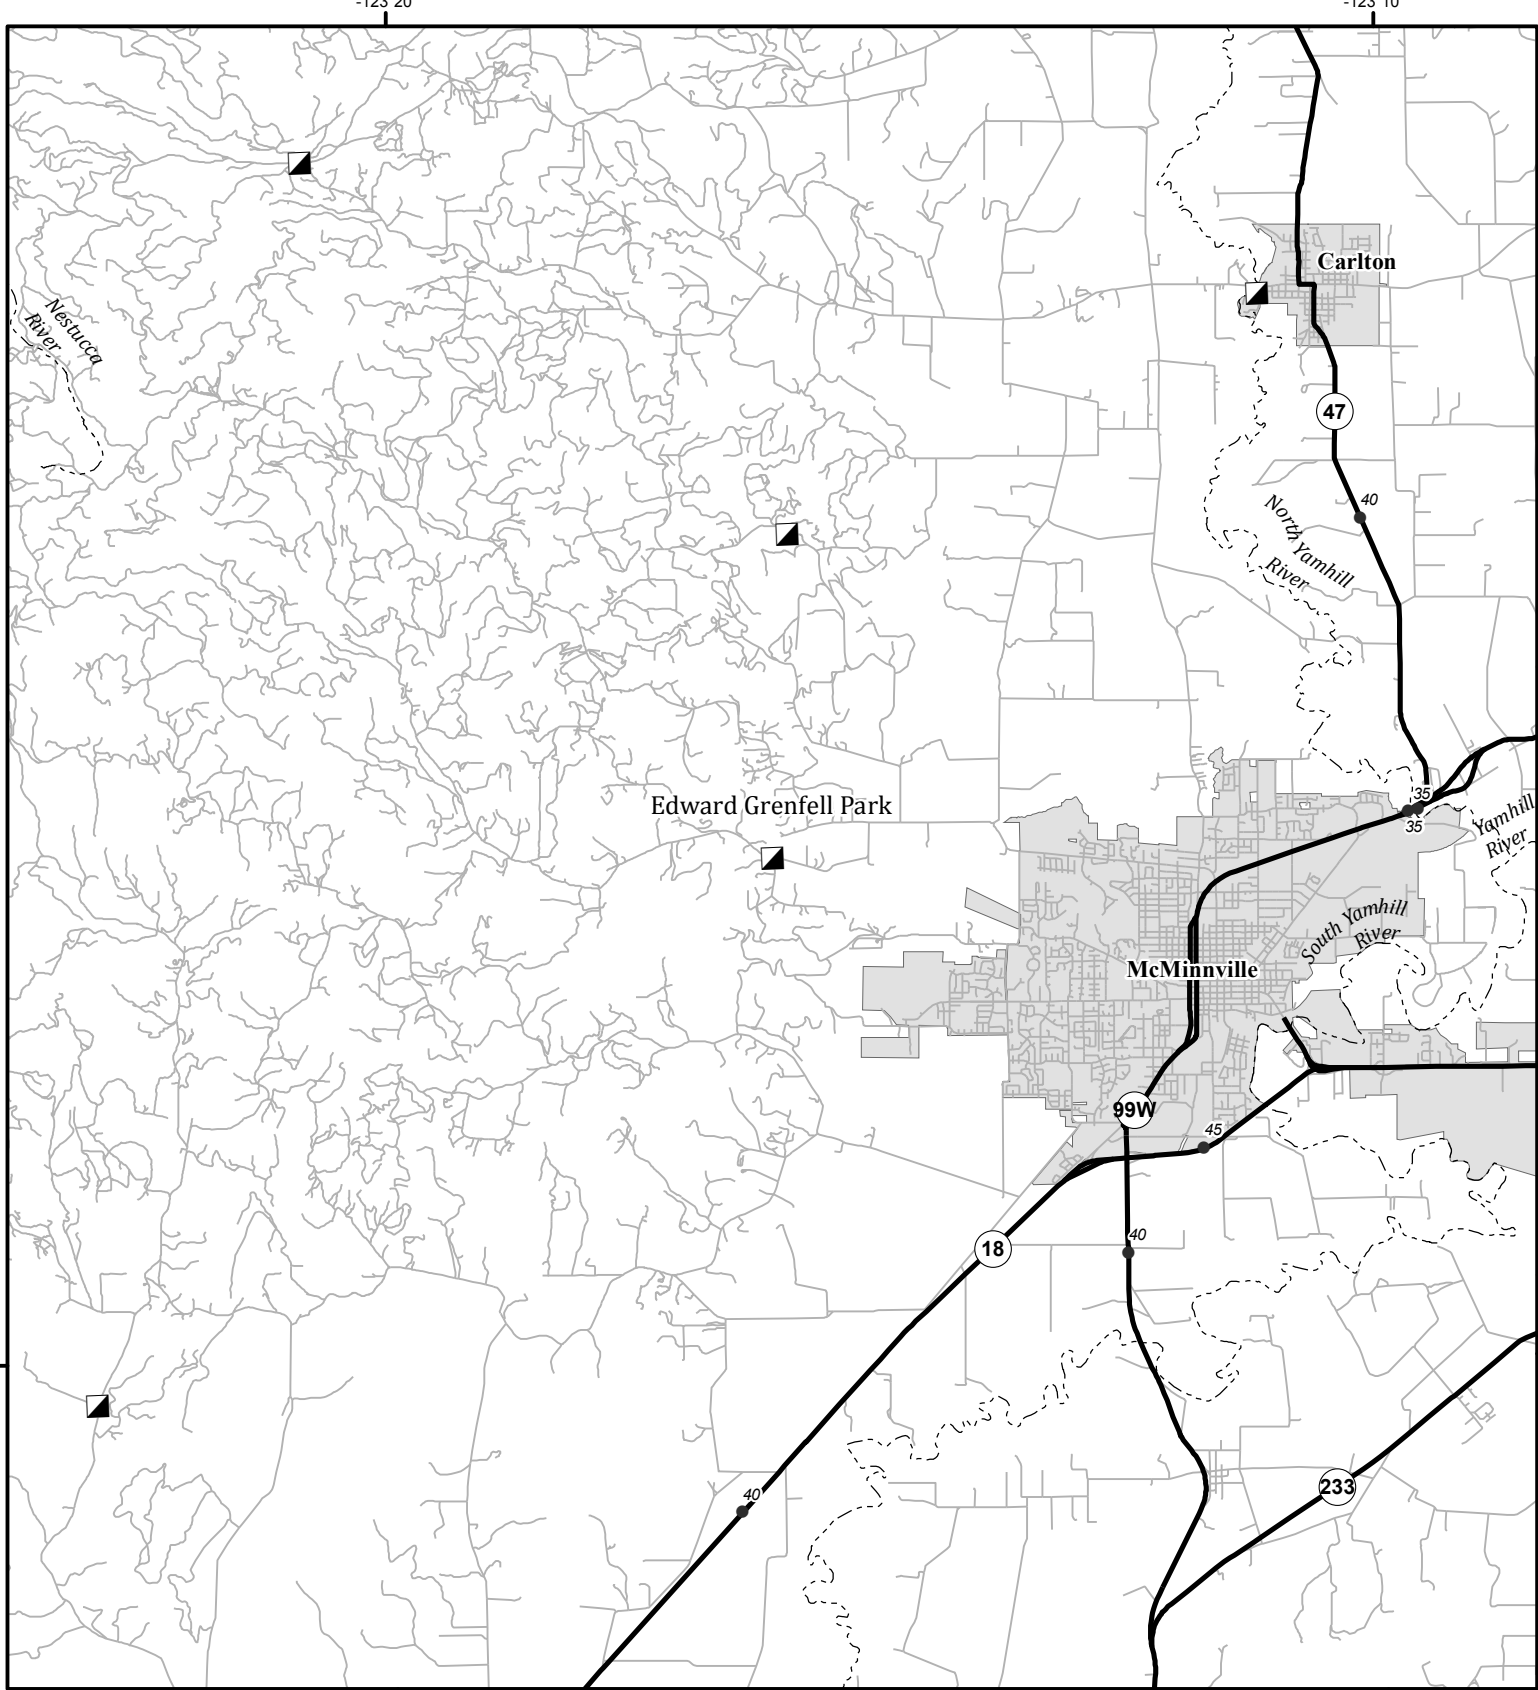 -123 20
-123 10
Carlton
Nestucca
River
47
40
North Yamhill
River
35
35
Edward Grenfell Park
Yamhill
River
South Yamhill
River
McMinnville
99W
45
40
18
233
40